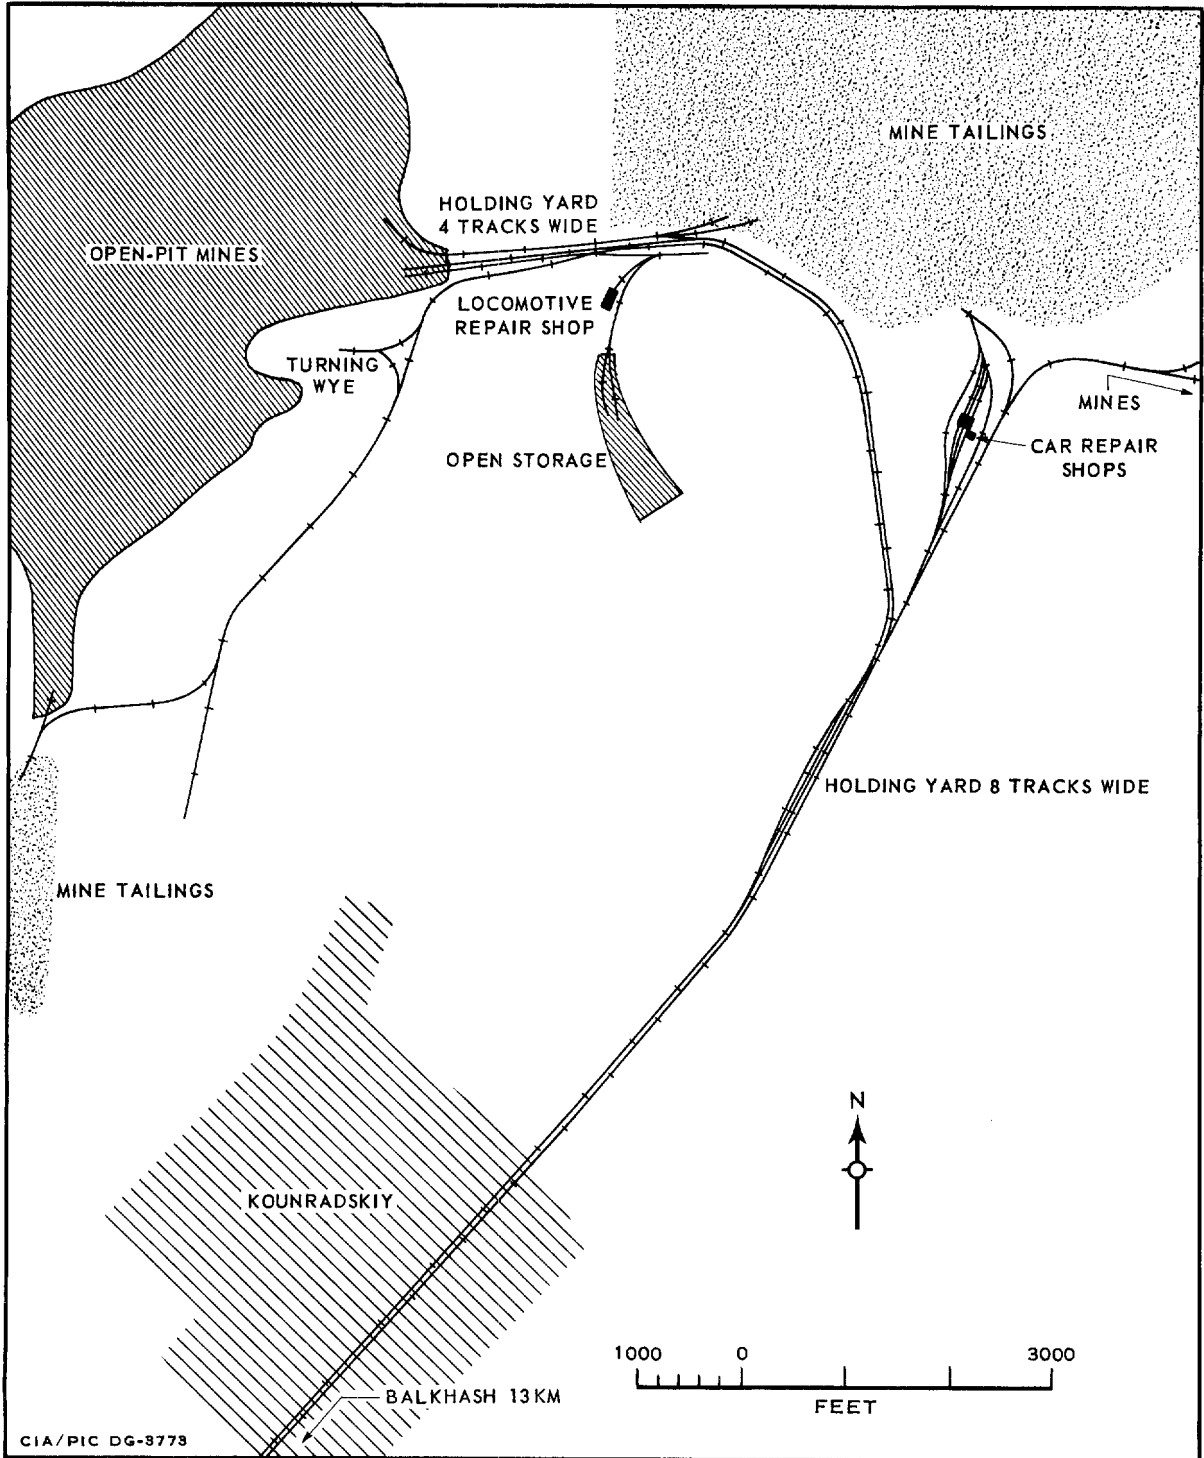 MINE TAILINGS
HOLDING YARD
4 TRACKS WIDE
OPEN-PIT MINES
LOCOMOTIVE
REPAIR SHOP
TURNING
WYE
MINES
OPEN STORAGE
CAR REPAIR
SHOPS
HOLDING YARD 8 TRACKS WIDE
MINE TAILINGS
N
KOUNRADSKIY
1000 0 3000
FEET
BALKHASH 13 KM
CIA/PIC DG-3773